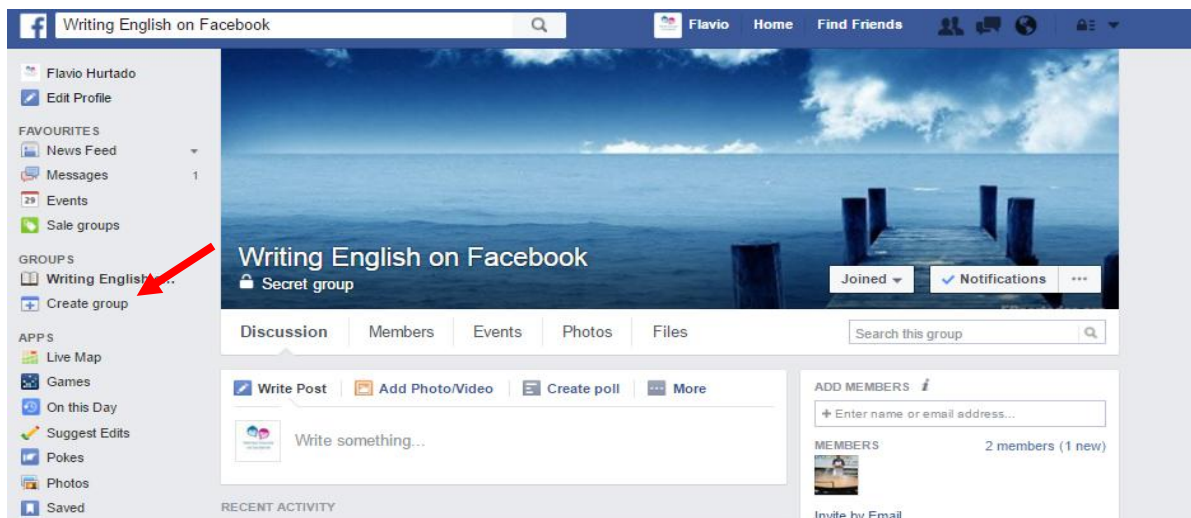 f Writing English on Facebook Flavio Home Find Friends
Flavio Hurtado
Edit Profile
FAVOURITES
News Feed
Messages 1
29 Events
Sale groups
GROUPS
Writing English
Create group
APPS
Live Map
Games
On this Day
Suggest Edits
Pokes
Photos
Saved
Writing English on Facebook
Secret group
Joined Notifications ...
Discussion Members Events Photos Files Search this group
Write Post Add Photo/Video Create poll More
Write something...
RECENT ACTIVITY
ADD MEMBERS i
+ Enter name or email address...
MEMBERS 2 members (1 new)
Invite by Email